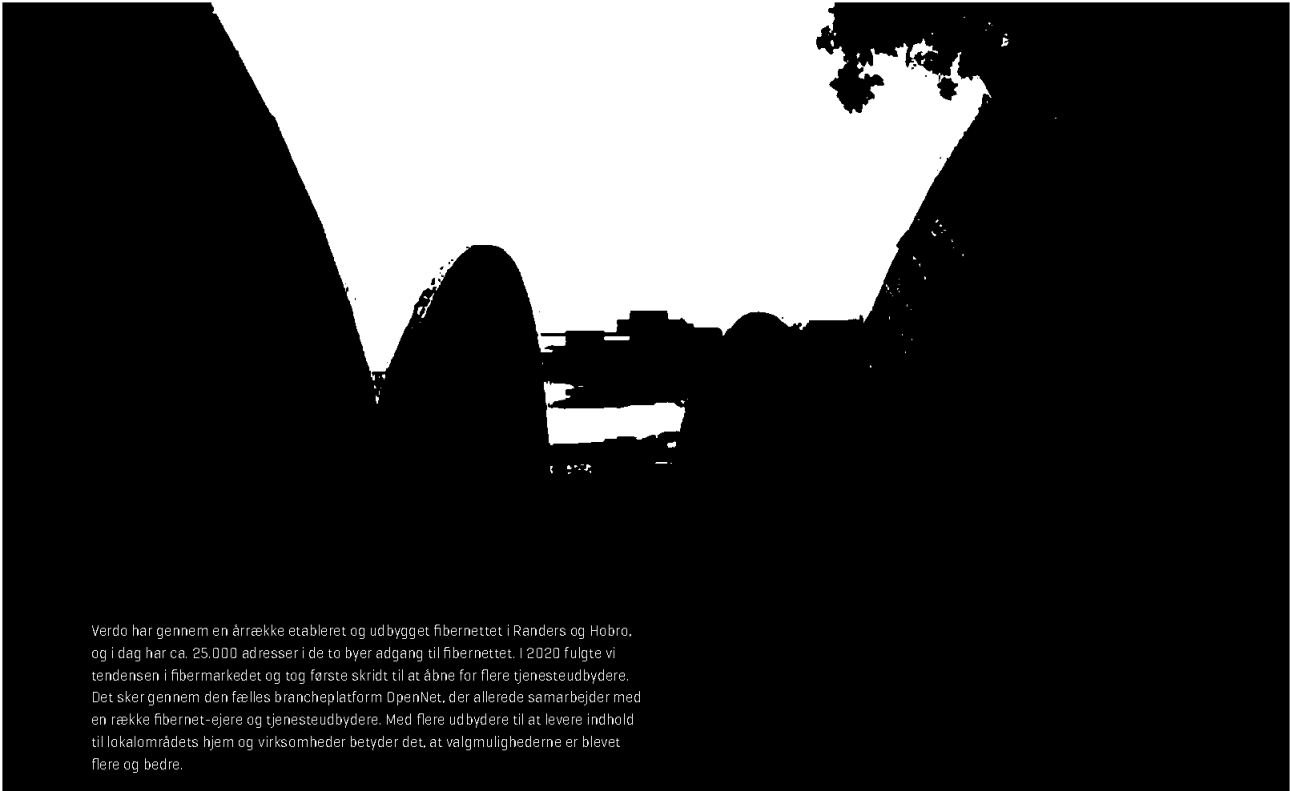 Verdo har gennem en årrække etableret og udbygget fibernettet i Randers og Hobro,
og i dag har ca. 25.000 adresser i de to byer adgang til fibernettet. I 2020 fulgte vi
tendensen i fibermarkedet og tog første skridt til at åbne for flere tjenesteudbydere.
Det sker gennem den fælles brancheplatform OpenNet, der allerede samarbejder med
en række fibernet-ejere og tjenesteudbydere. Med flere udbydere til at levere indhold
til lokalområdets hjem og virksomheder betyder det, at valgmulighederne er blevet
flere og bedre.